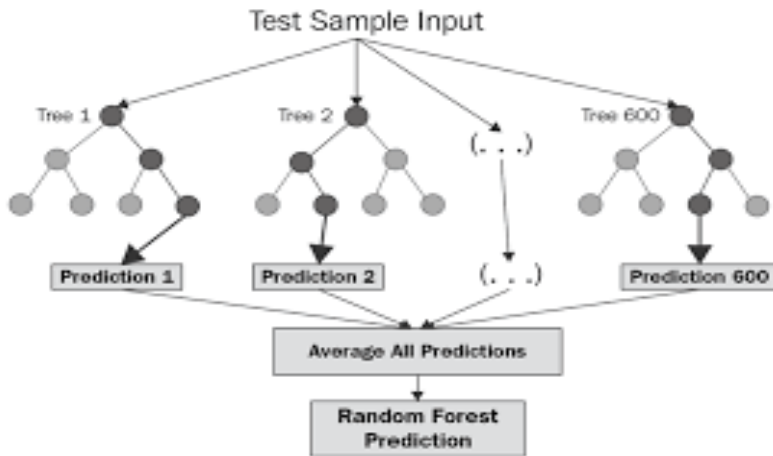 Test Sample Input
Tree 1
Tree 2
Tree 600
(. . .)
(. . .)
Prediction 1
Prediction 2
Prediction 600
Average All Predictions
Random Forest
Prediction